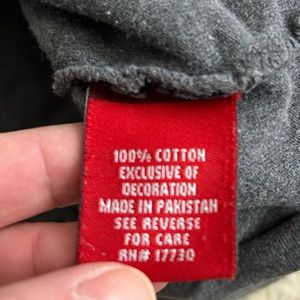 100% COTTON
EXCLUSIVE OF
DECORATION
MADE IN PAKISTAN
SEE REVERSE
FOR CARE
RN# 17730